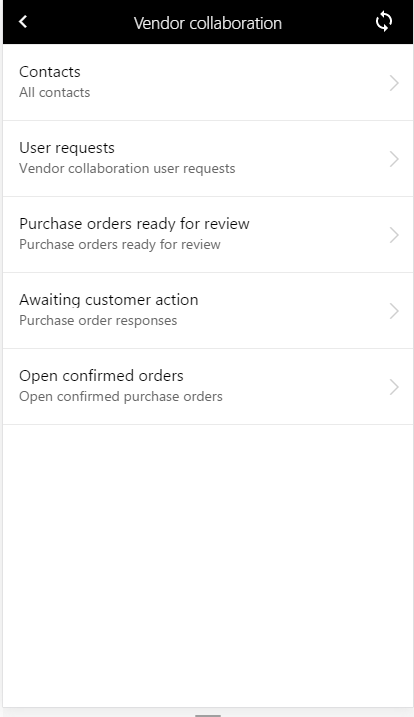 Vendor collaboration
Contacts
All contacts
User requests
Vendor collaboration user requests
Purchase orders ready for review
Purchase orders ready for review
Awaiting customer action
Purchase order responses
Open confirmed orders
Open confirmed purchase orders